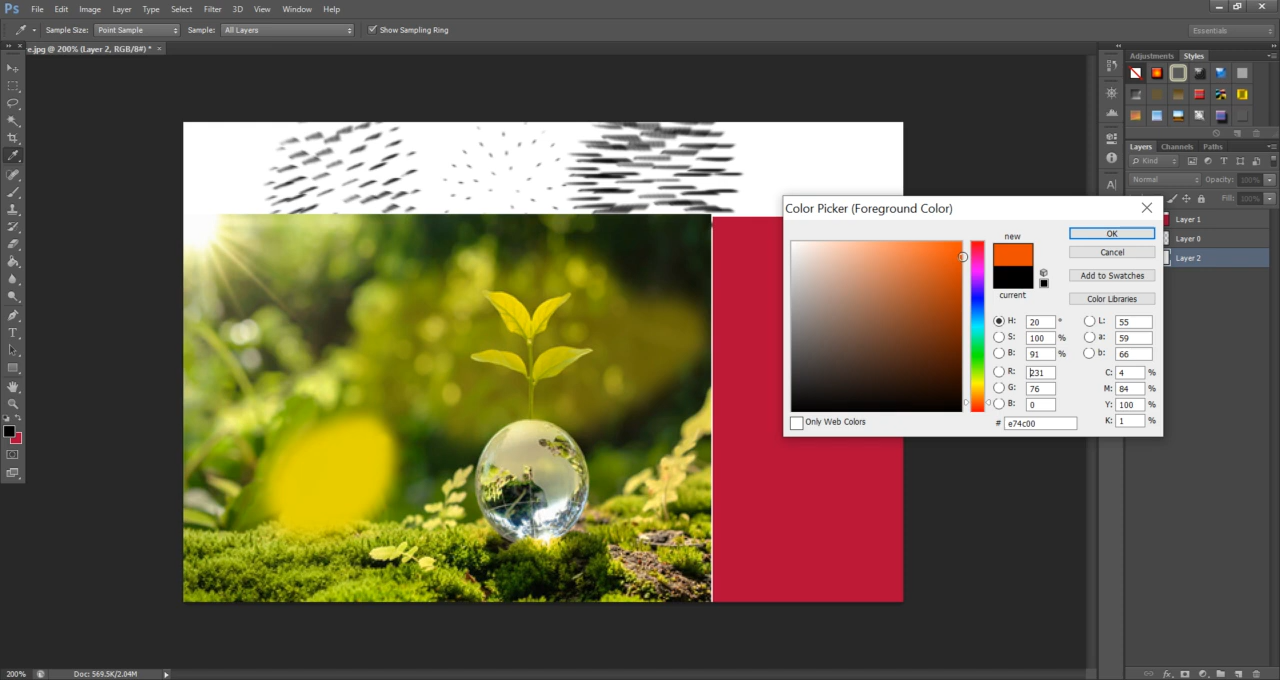 Ps File Edit Image Layer Type Select Filter 3D View Window Help
Sample Size: Point Sample Sample: All Layers Show Sampling Ring Essentials
e.jpg @ 200% (Layer 2, RGB/8#) * ×
Adjustments Styles
Layers Channels Paths
Kind
Normal Opacity: 100%
Fill: 100%
Layer 1
Layer 0
Layer 2
Color Picker (Foreground Color)
new
current
OK
Cancel
Add to Swatches
Color Libraries
H: 20 ° L: 55
S: 100 % a: 59
B: 91 % b: 66
R: 231 C: 4 %
G: 76 M: 84 %
B: 0 Y: 100 %
# e74c00 K: 1 %
Only Web Colors
200% Doc: 569.5K/2.04M